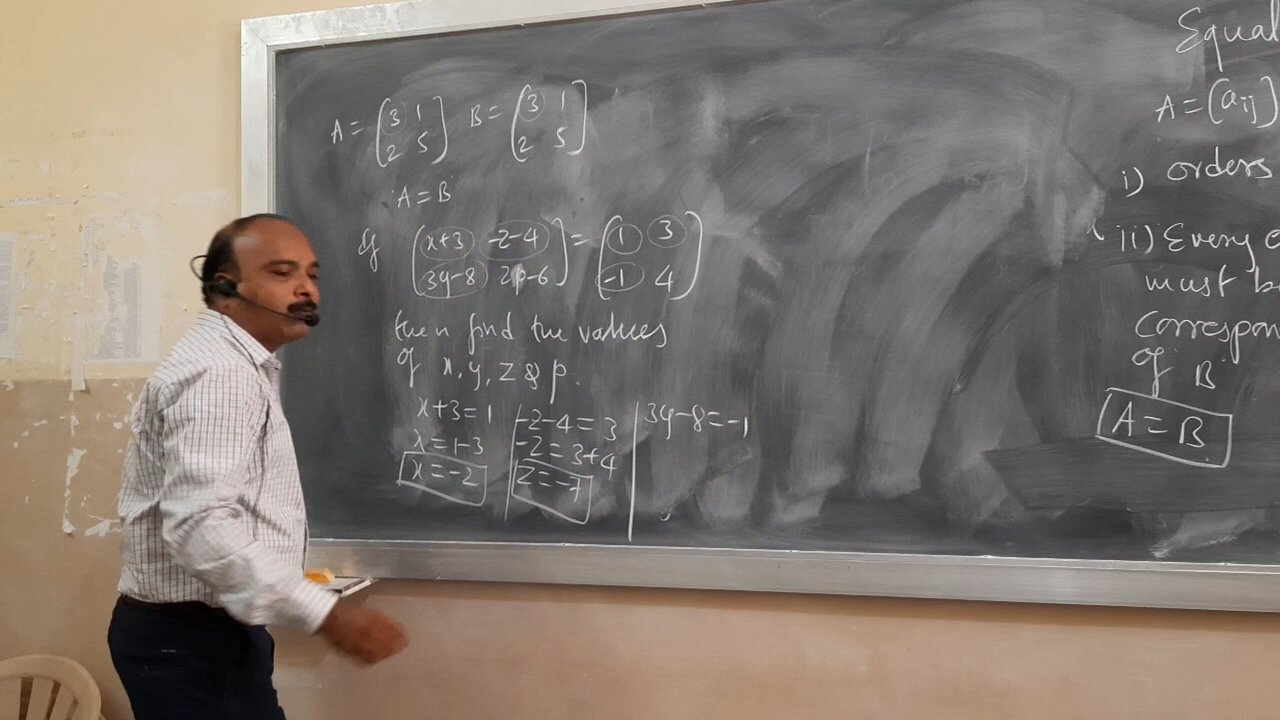 A = [3 1 B = [3 1
2 5] 2 5]
A = B
If [x+3 -z-4 = [1 3
3y-8 2p-6] -1 4]
then find the values
of x, y, z & p.
x+3 = 1
x = 1-3
x = -2
-z-4 = 3
-z = 3+4
z = -7
3y-8 = -1
Equal
A = [aij]
i) orders
ii) Every
must be
Correspon
of B
A = B